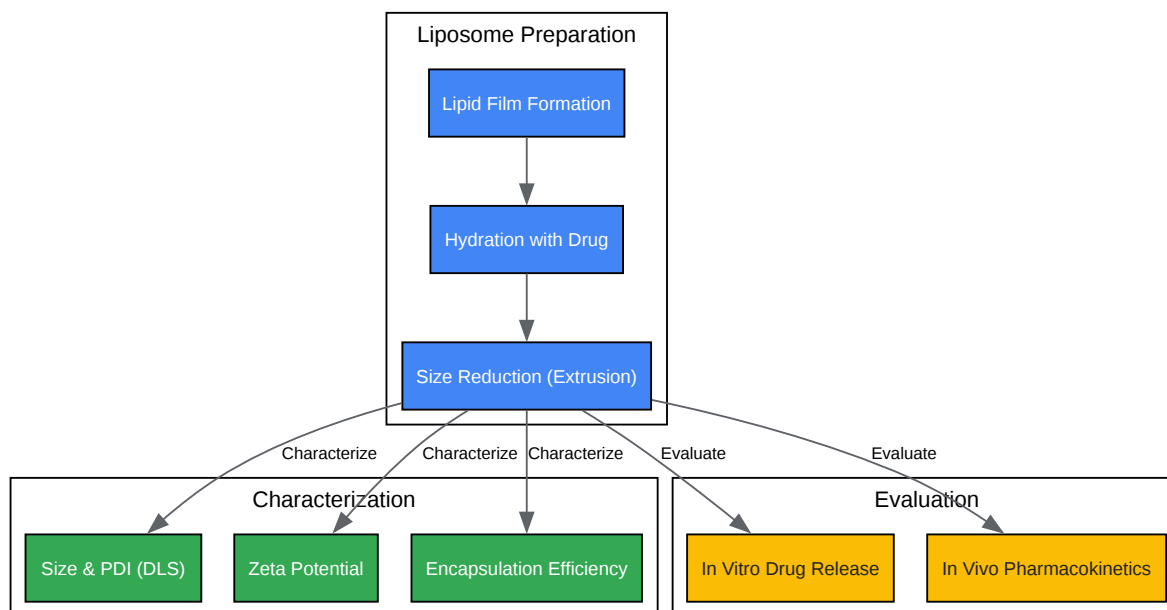 Liposome Preparation
Lipid Film Formation
Hydration with Drug
Size Reduction (Extrusion)
Characterize
Characterize
Characterize
Evaluate
Evaluate
Characterization
Evaluation
Size & PDI (DLS)
Zeta Potential
Encapsulation Efficiency
In Vitro Drug Release
In Vivo Pharmacokinetics